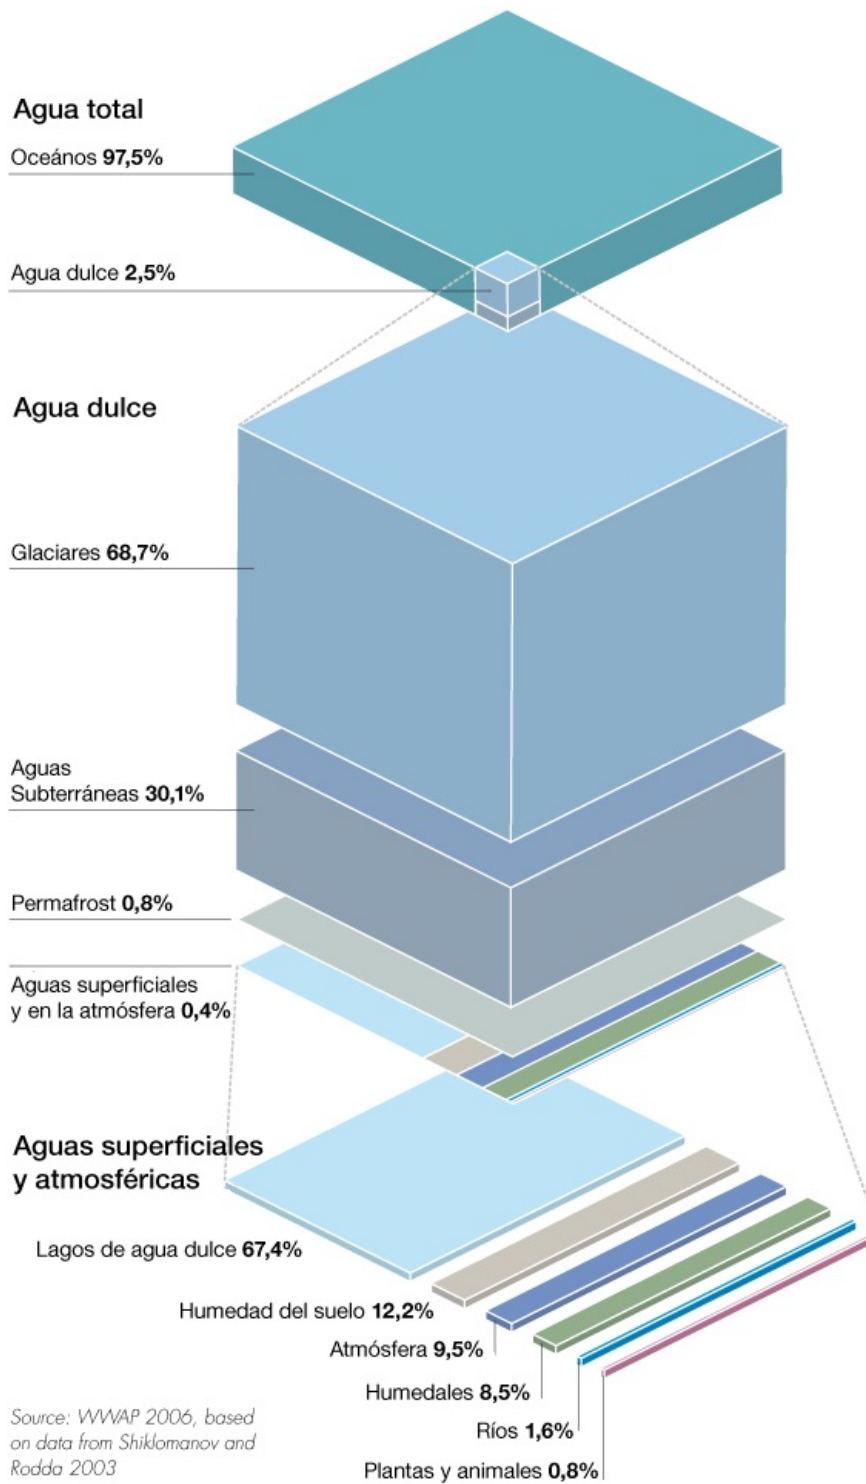 Agua total
Oceános 97,5%
Agua dulce 2,5%
Agua dulce
Glaciares 68,7%
Aguas
Subterráneas 30,1%
Permafrost 0,8%
Aguas superficiales
y en la atmósfera 0,4%
Aguas superficiales
y atmosféricas
Lagos de agua dulce 67,4%
Humedad del suelo 12,2%
Atmósfera 9,5%
Humedales 8,5%
Ríos 1,6%
Plantas y animales 0,8%
Source: WWAP 2006, based
on data from Shiklomanov and
Rodda 2003